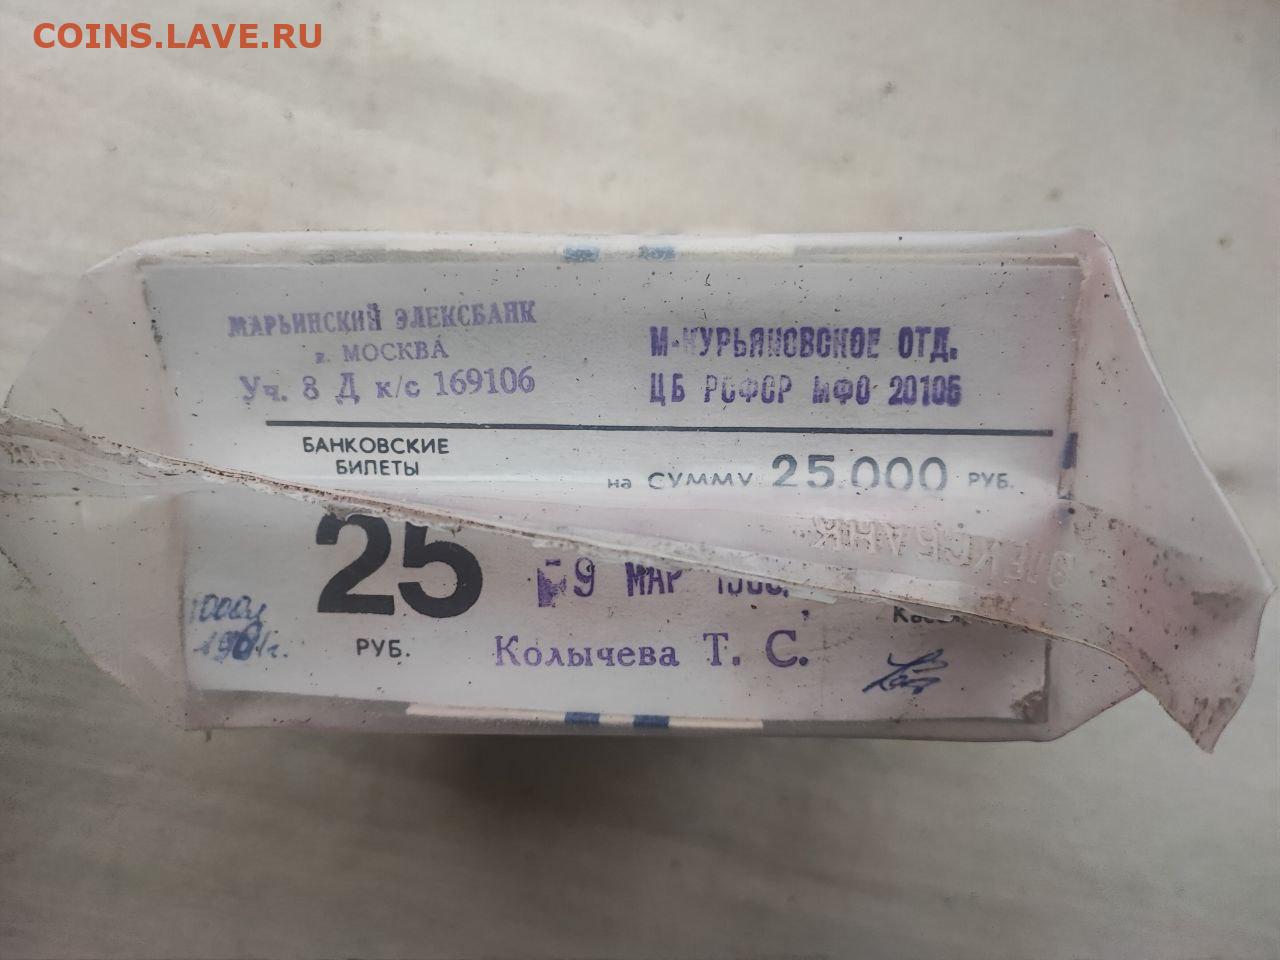 COINS.LAVE.RU
МАРЬИНСКИЙ ЭЛЕКСБАНК
г. МОСКВА
Уч. 8 Д к/с 169106
М-КУРЬЯНОВСКОЕ ОТД.
ЦБ РСФСР МФО 20106
БАНКОВСКИЕ
БИЛЕТЫ
на СУММУ 25.000 РУБ.
ЭЛЕКСБАНК
25
РУБ.
-9 МАР
Колычева Т. С.